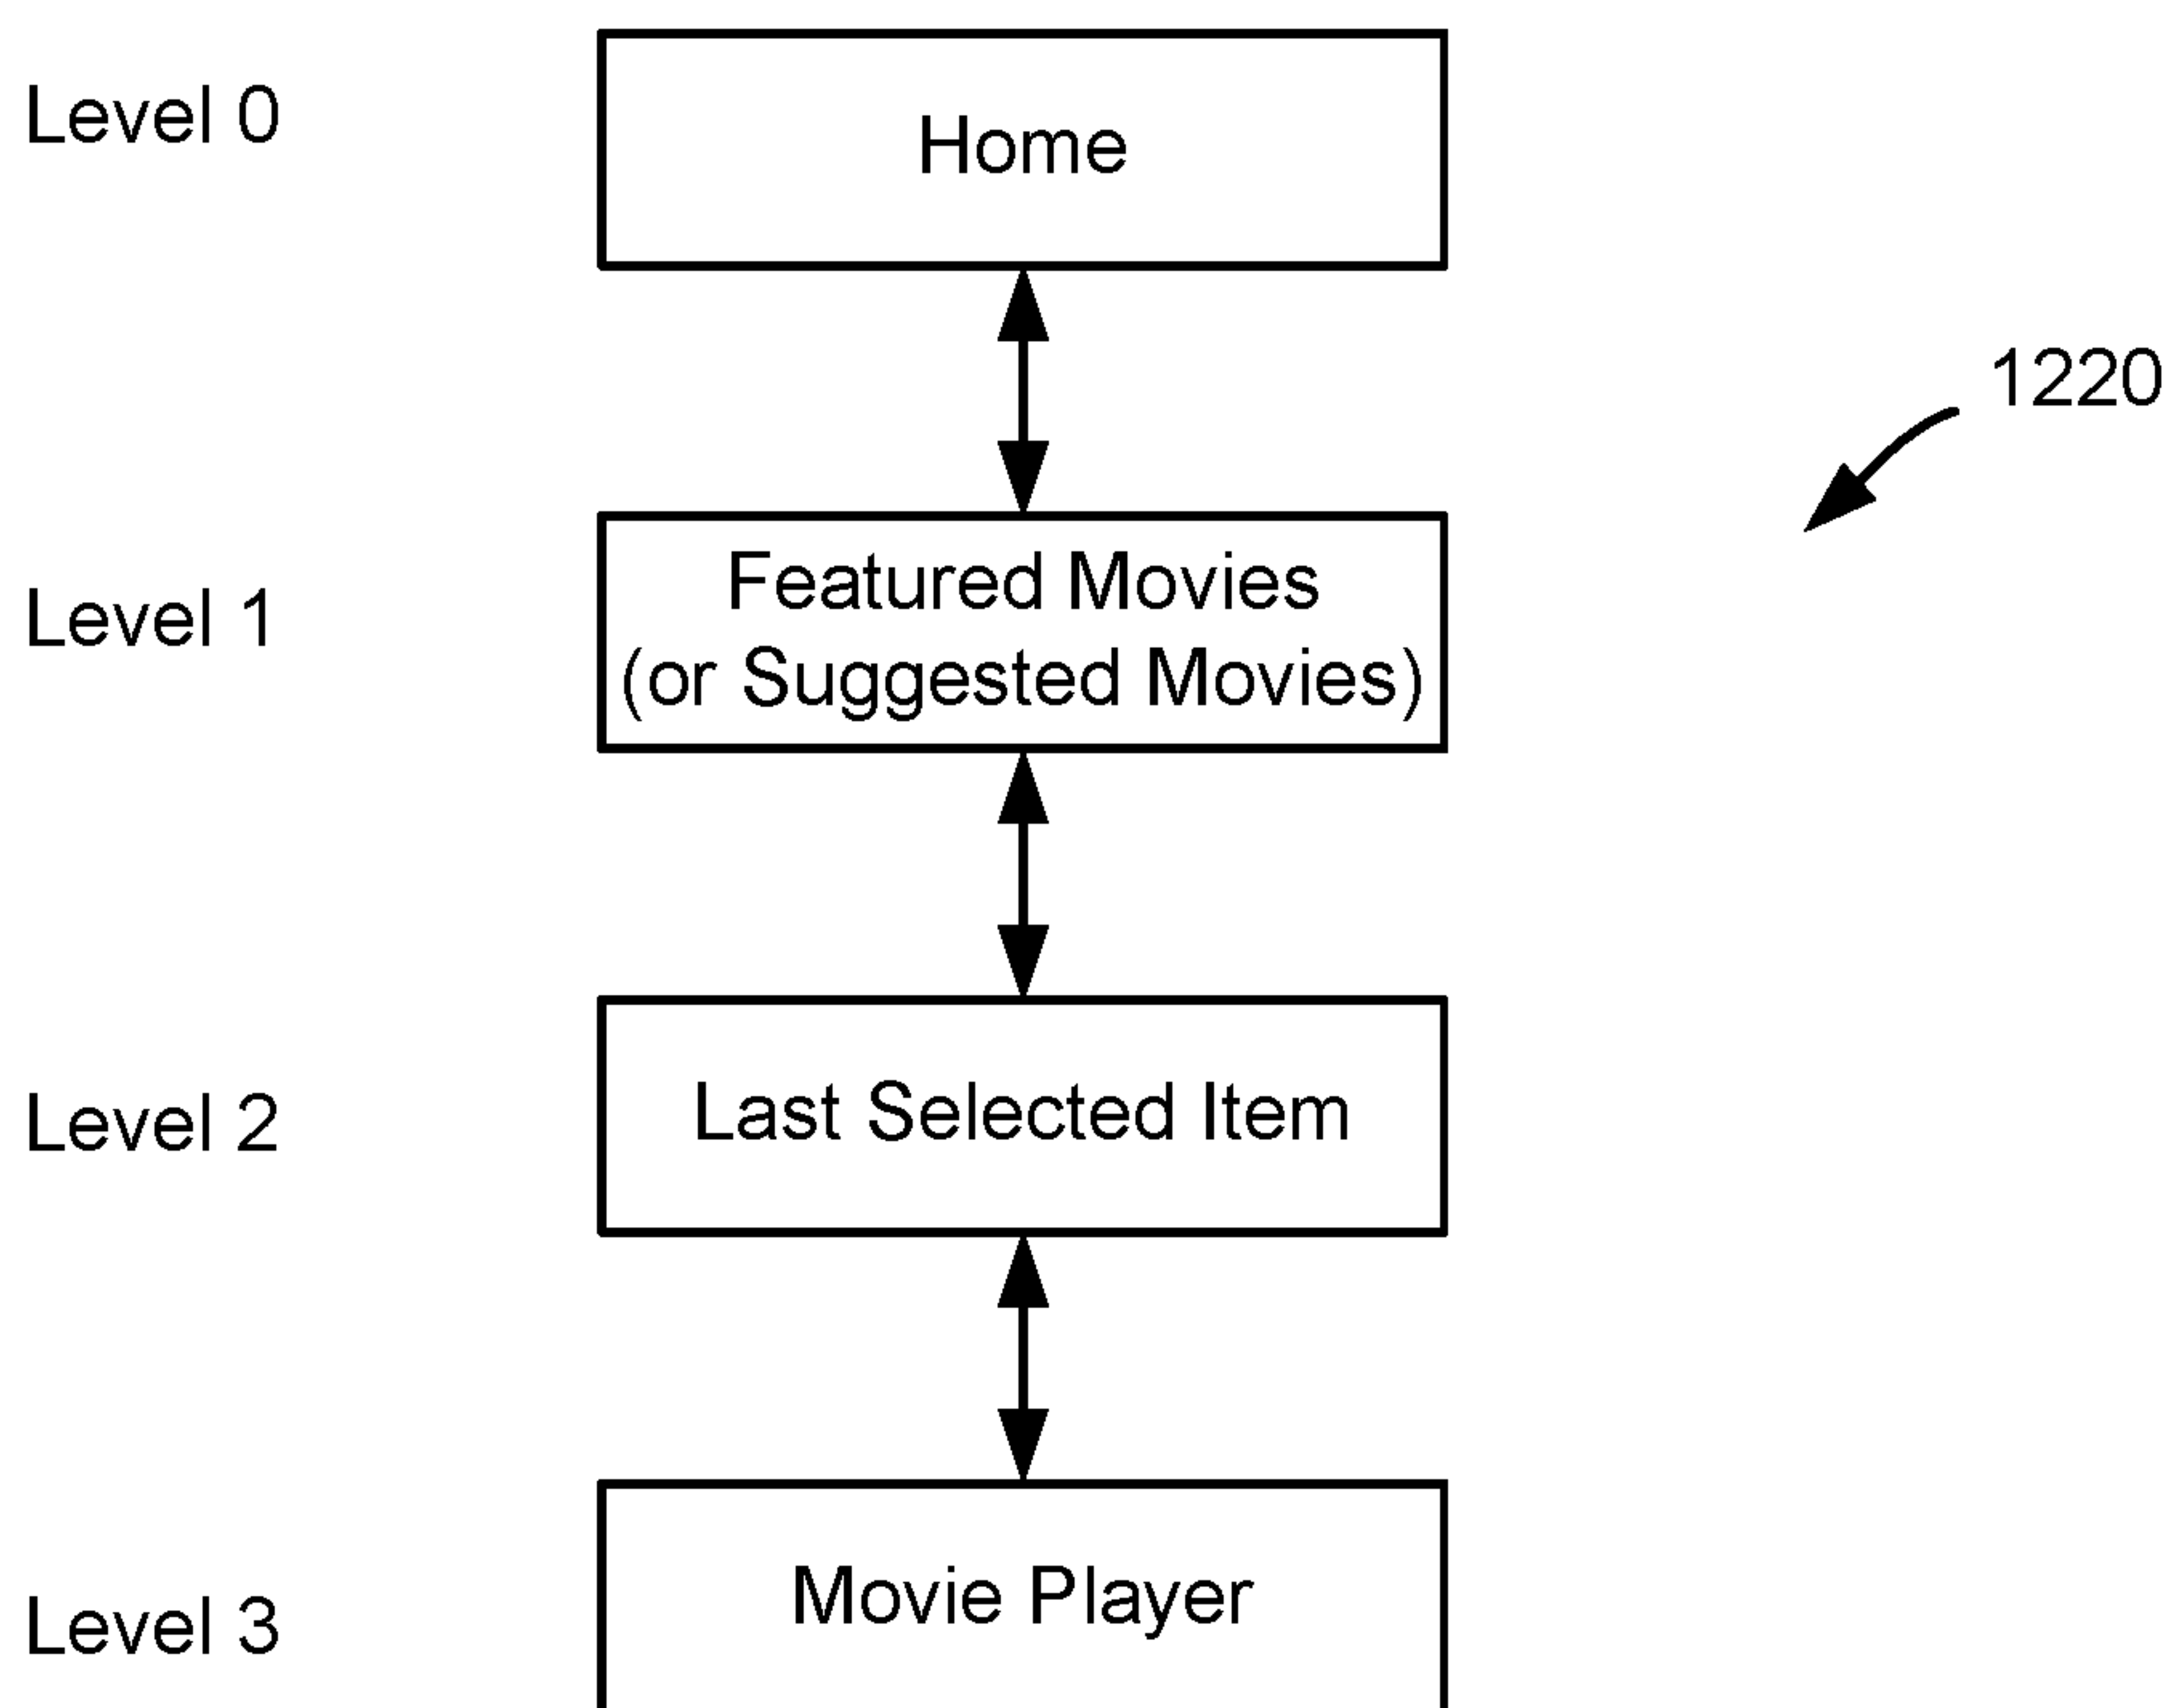 Level 0
Home
1220
Level 1
Featured Movies
(or Suggested Movies)
Level 2
Last Selected Item
Level 3
Movie Player